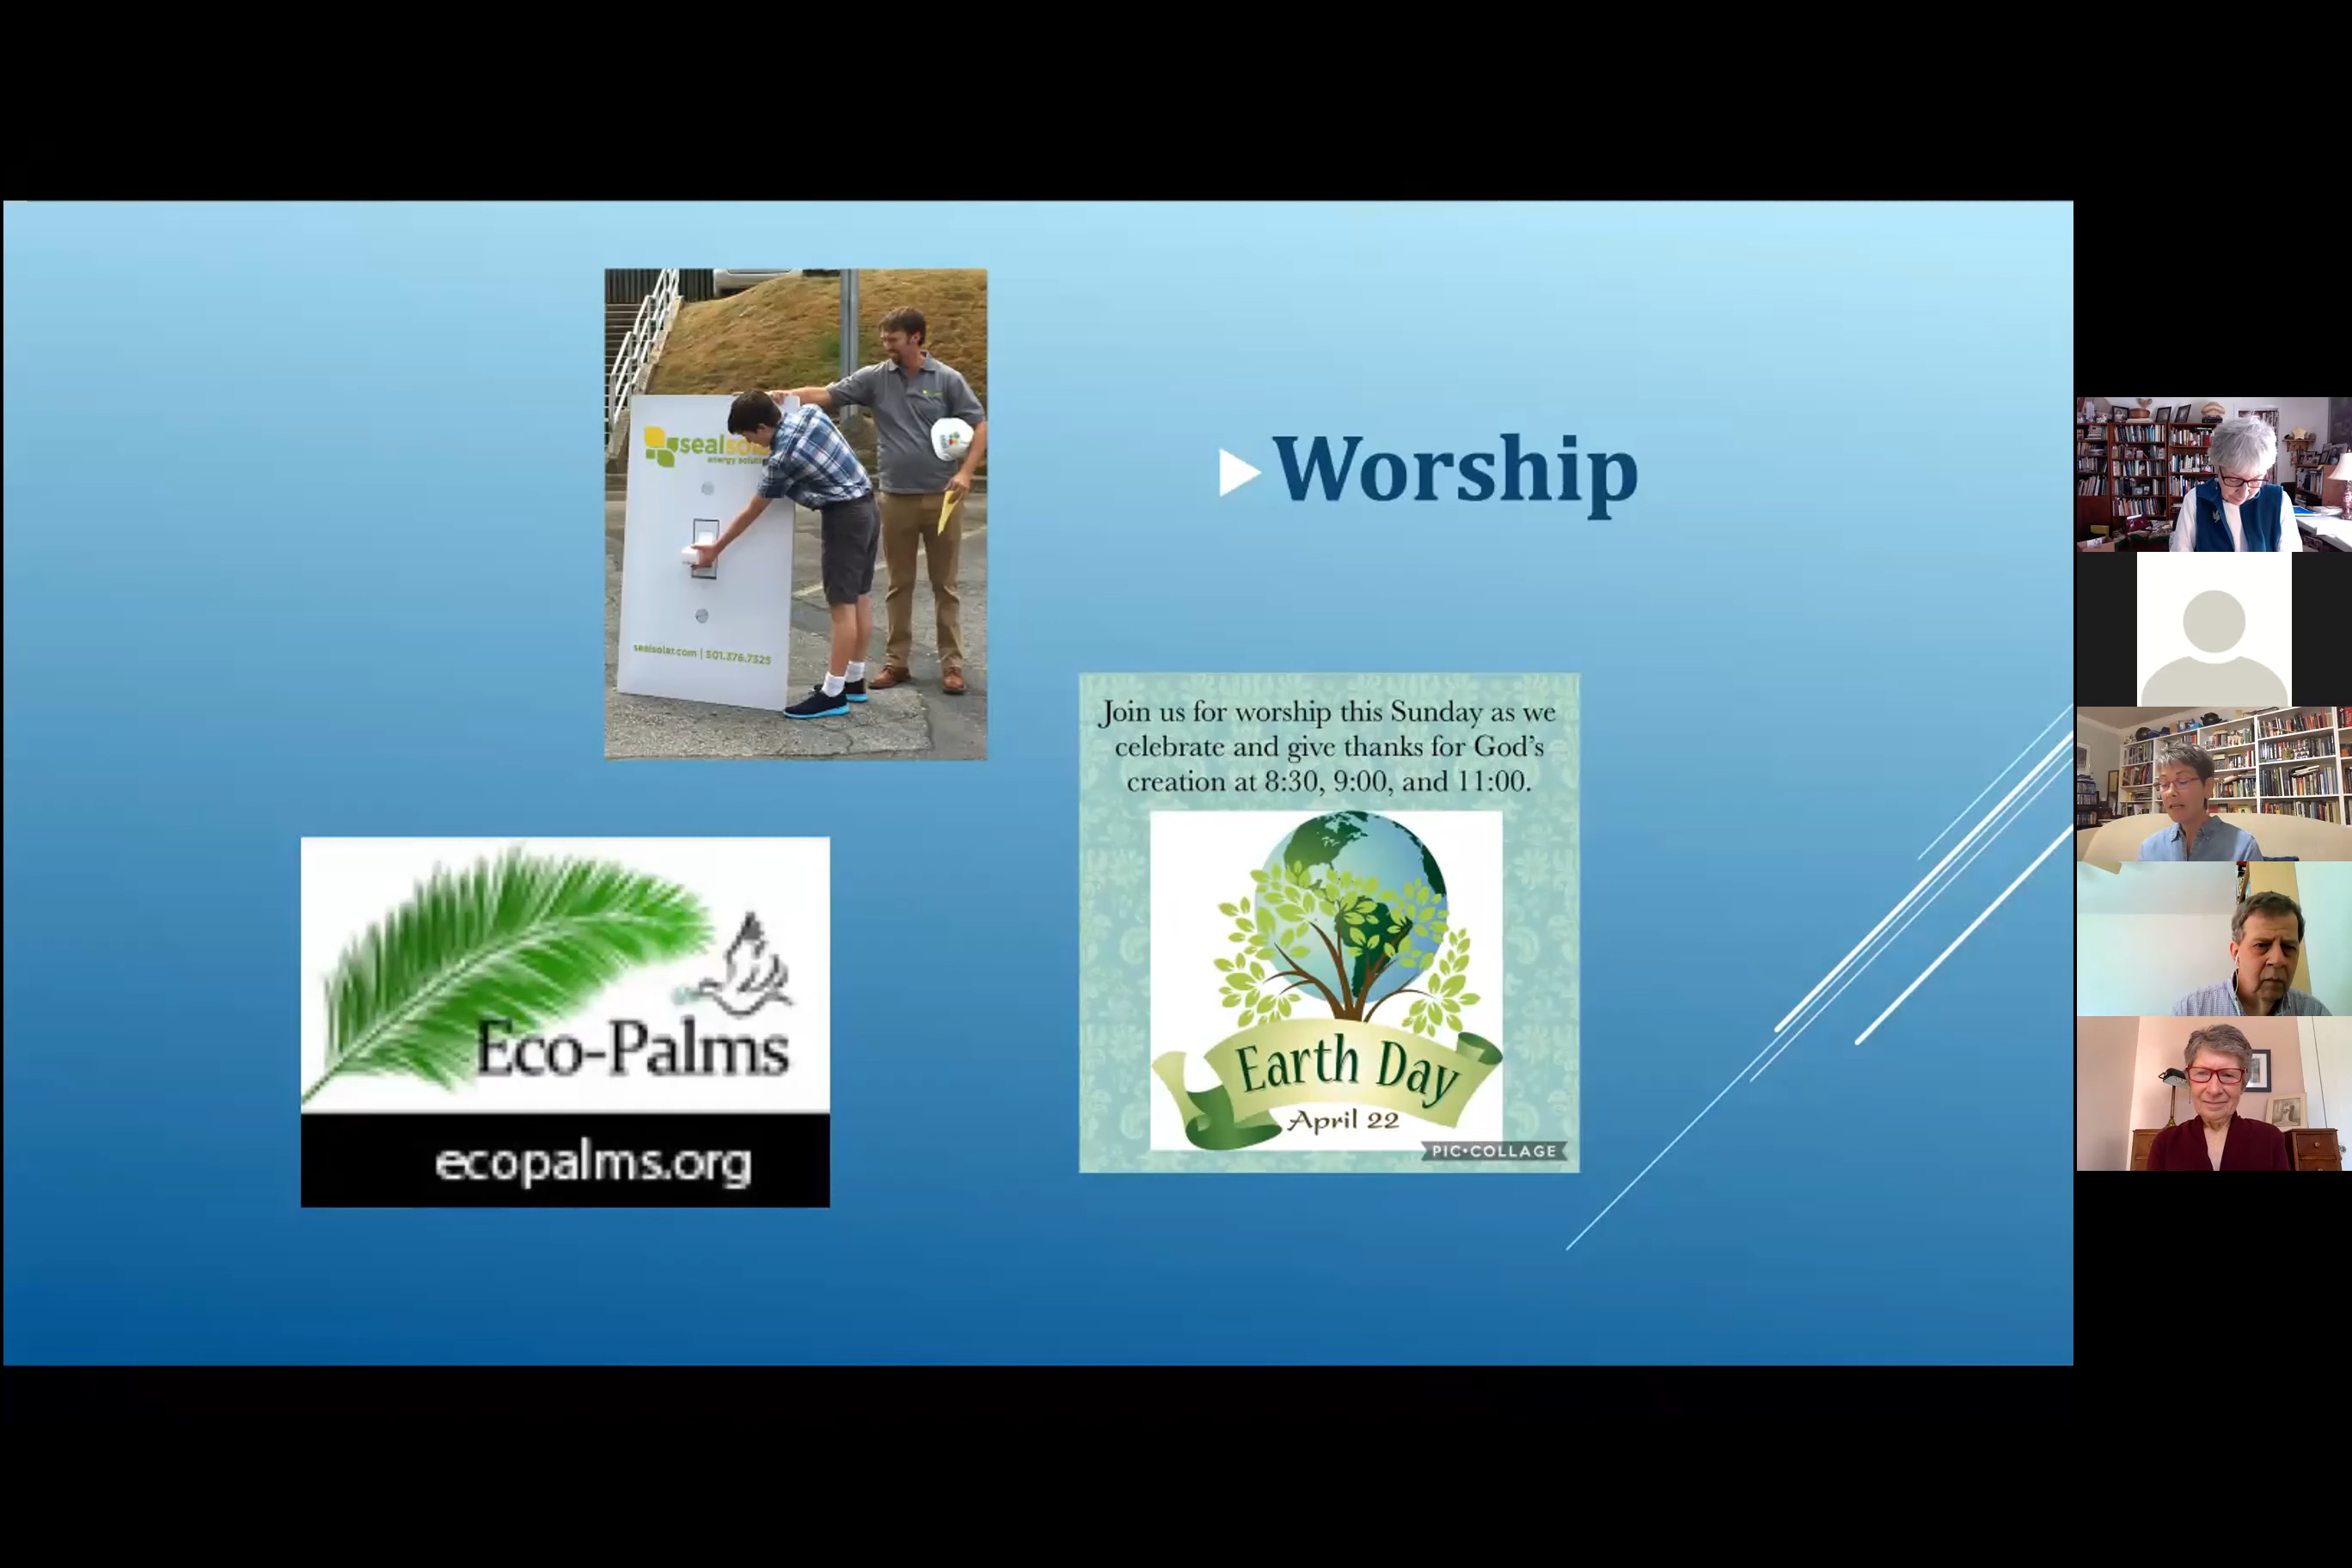 sealsolar
energy solutions
sealsolar.com | 501.376.7325
Worship
Join us for worship this Sunday as we
celebrate and give thanks for God's
creation at 8:30, 9:00, and 11:00.
Earth Day
April 22
PIC•COLLAGE
Eco-Palms
ecopalms.org